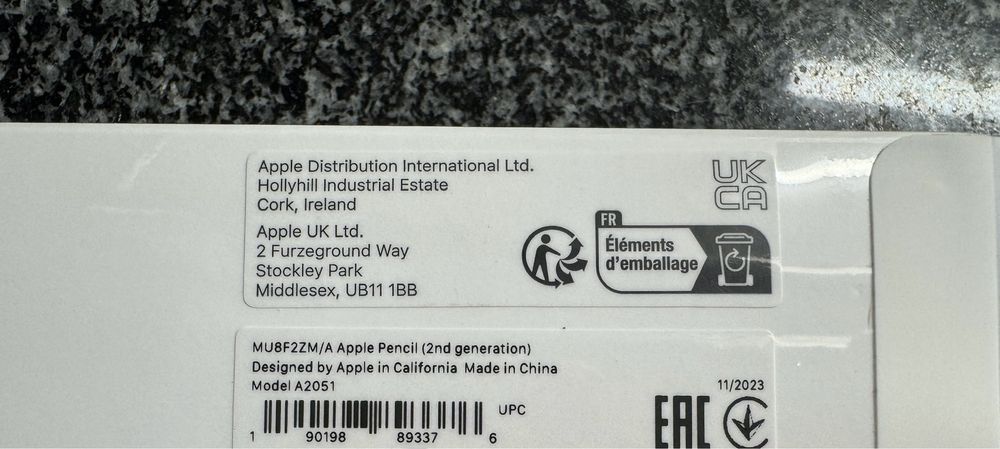 Apple Distribution International Ltd.
Hollyhill Industrial Estate
Cork, Ireland
Apple UK Ltd.
2 Furzeground Way
Stockley Park
Middlesex, UB11 1BB
UK
CA
FR
Éléments
d'emballage
MU8F2ZM/A Apple Pencil (2nd generation)
Designed by Apple in California Made in China
Model A2051
11/2023
UPC
1 90198 89337 6
EAC